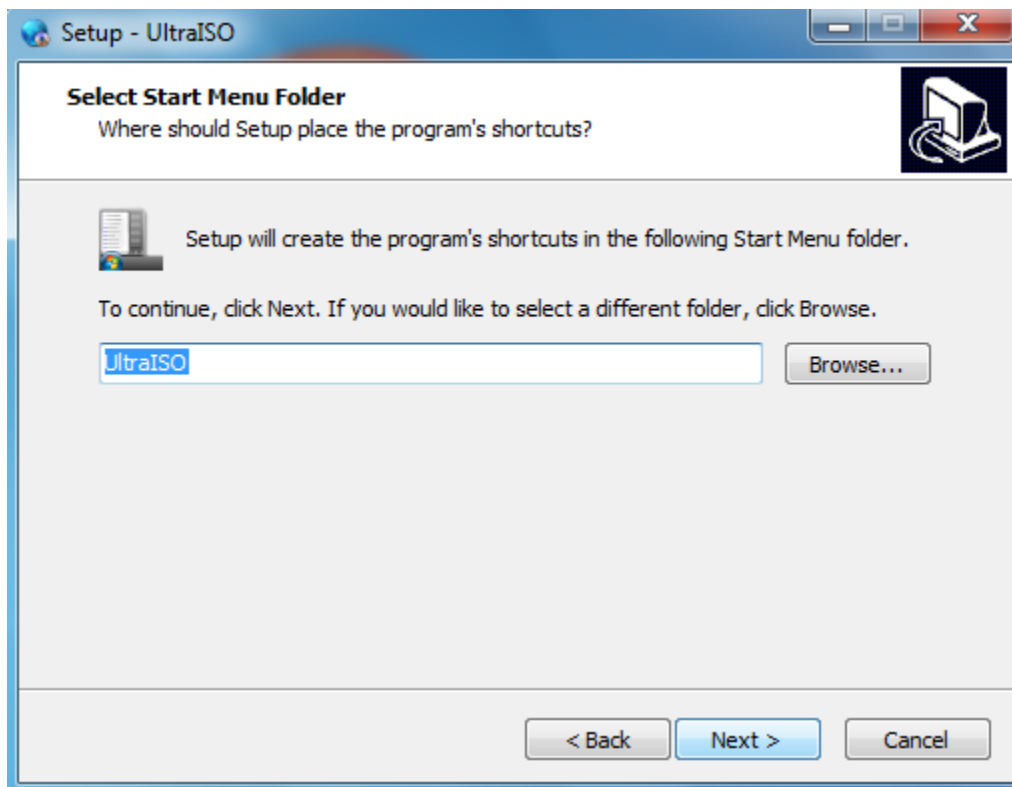 Setup - UltraISO
Select Start Menu Folder
Where should Setup place the program's shortcuts?
Setup will create the program's shortcuts in the following Start Menu folder.
To continue, click Next. If you would like to select a different folder, click Browse.
UltraISO
Browse...
< Back
Next >
Cancel